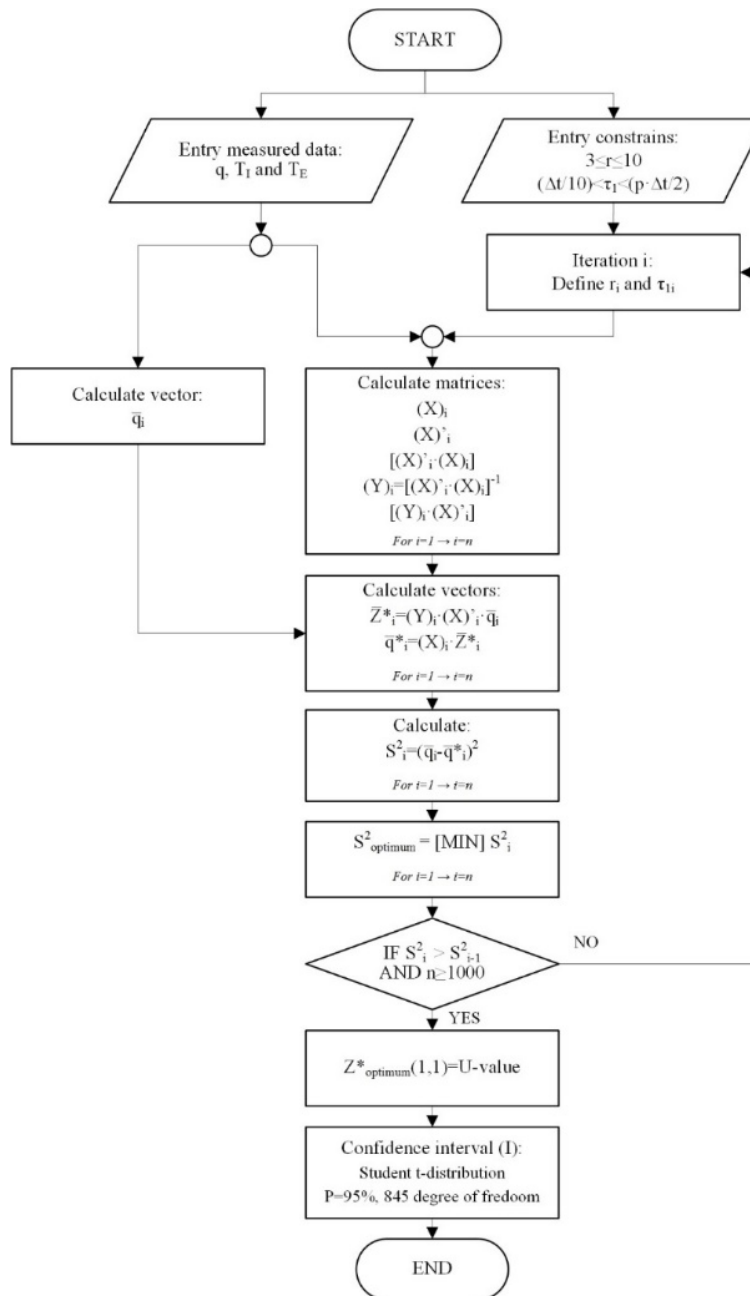 START
Entry measured data:
q, T_I and T_E
Entry constrains:
3≤r≤10
(Δt/10)<τ₁<(p·Δt/2)
Iteration i:
Define r_i and τ_1i
Calculate vector:
q̅_i
Calculate matrices:
(X)_i
(X)’_i
[(X)’_i·(X)_i]
(Y)_i=[(X)’_i·(X)_i]^-1
[(Y)_i·(X)’_i]
For i=1 → t=n
Calculate vectors:
Z̅*_i=(Y)_i·(X)’_i·q̅_i
q̅*_i=(X)_i·Z̅*_i
For i=1 → t=n
Calculate:
S²_i=(q̅_i-q̅*_i)²
For i=1 → t=n
S²_optimum = [MIN] S²_i
For i=1 → t=n
IF S²_i > S²_i-1
AND n≥1000
NO
YES
Z*_optimum(1,1)=U-value
Confidence interval (I):
Student t-distribution
P=95%, 845 degree of fredoom
END